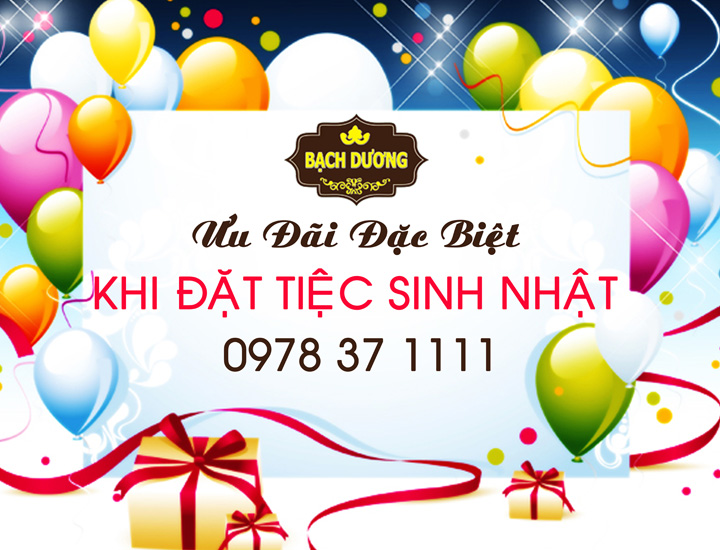 BẠCH DƯƠNG
Ưu Đãi Đặc Biệt
KHI ĐẶT TIỆC SINH NHẬT
0978 37 1111